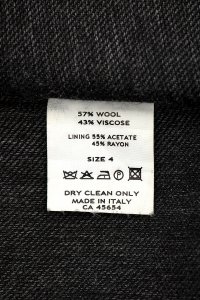 57% WOOL
43% VISCOSE
LINING 55% ACETATE
45% RAYON
SIZE 4
DRY CLEAN ONLY
MADE IN ITALY
CA 45654